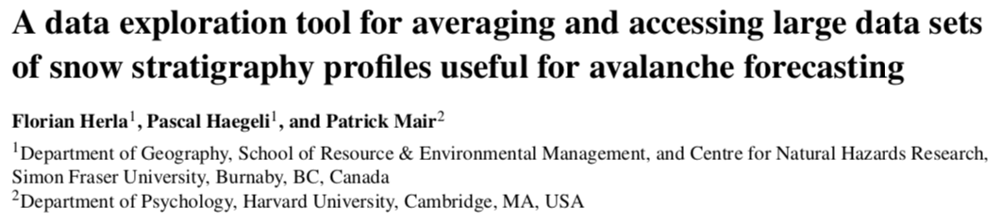 A data exploration tool for averaging and accessing large data sets
of snow stratigraphy profiles useful for avalanche forecasting
Florian Herla¹, Pascal Haegeli¹, and Patrick Mair²
¹Department of Geography, School of Resource & Environmental Management, and Centre for Natural Hazards Research,
Simon Fraser University, Burnaby, BC, Canada
²Department of Psychology, Harvard University, Cambridge, MA, USA